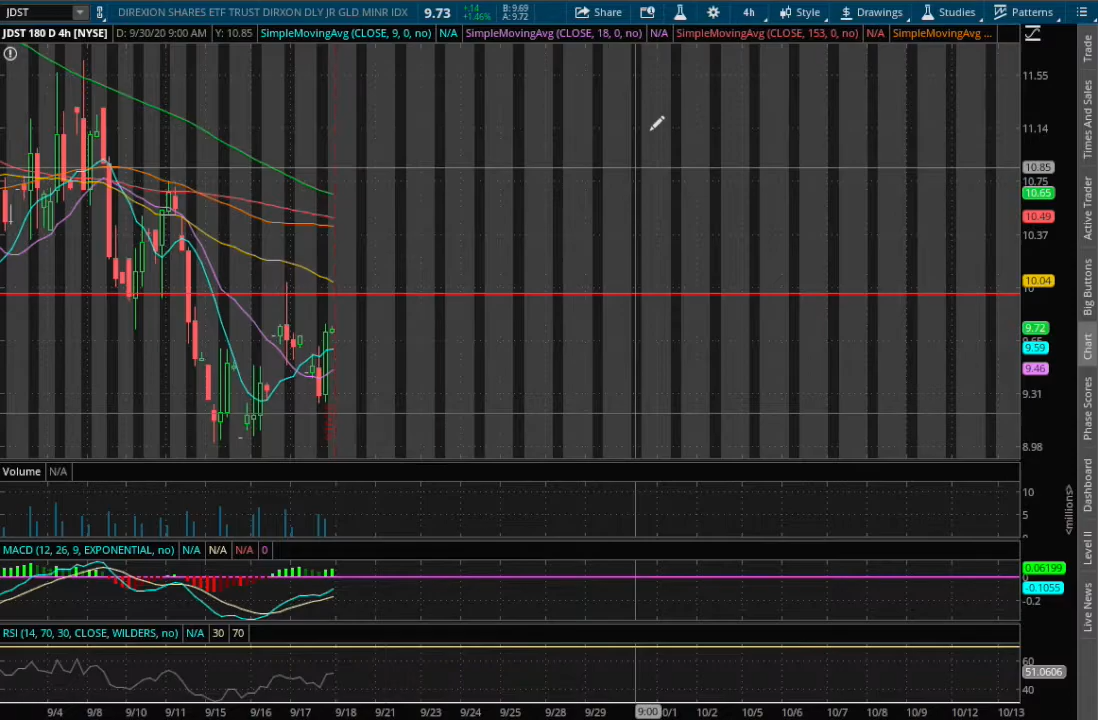 JDST DIREXION SHARES ETF TRUST DIRXON DLY JR GLD MINR IDX 9.73 +.14 +1.46% B: 9.69 A: 9.72 Share 4h Style Drawings Studies Patterns
JDST 180 D 4h [NYSE] D: 9/30/20 9:00 AM Y: 10.85 SimpleMovingAvg (CLOSE, 9, 0, no) N/A SimpleMovingAvg (CLOSE, 18, 0, no) N/A SimpleMovingAvg (CLOSE, 153, 0, no) N/A SimpleMovingAvg ...
11.55
11.14
10.85
10.75
10.65
10.49
10.37
10.04
10
9.72
9.65
9.59
9.46
9.31
8.98
Volume N/A
10
5
0
<millions>
MACD (12, 26, 9, EXPONENTIAL, no) N/A N/A N/A 0
0.06199
0
-0.1055
-0.2
RSI (14, 70, 30, CLOSE, WILDERS, no) N/A 30 70
60
51.0606
40
9/4 9/8 9/10 9/11 9/15 9/16 9/17 9/18 9/21 9/23 9/24 9/25 9/28 9/29 9:00 0/1 10/2 10/5 10/6 10/7 10/8 10/9 10/12 10/13
Trade
Times And Sales
Active Trader
Big Buttons
Chart
Phase Scores
Dashboard
Level II
Live News